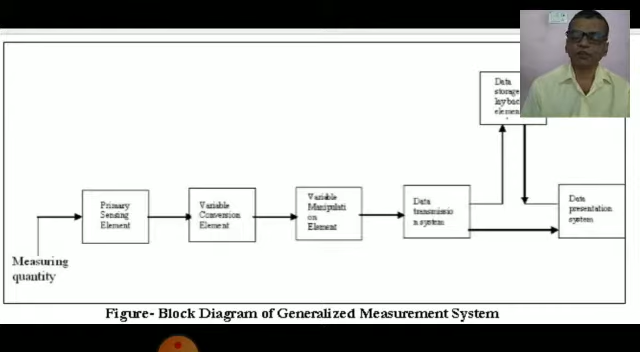 Data
storage
element
Primary
Sensing
Element
Variable
Conversion
Element
Variable
Manipulati
on
Element
Data
transmissio
n system
Data
presentation
system
Measuring
quantity
Figure- Block Diagram of Generalized Measurement System